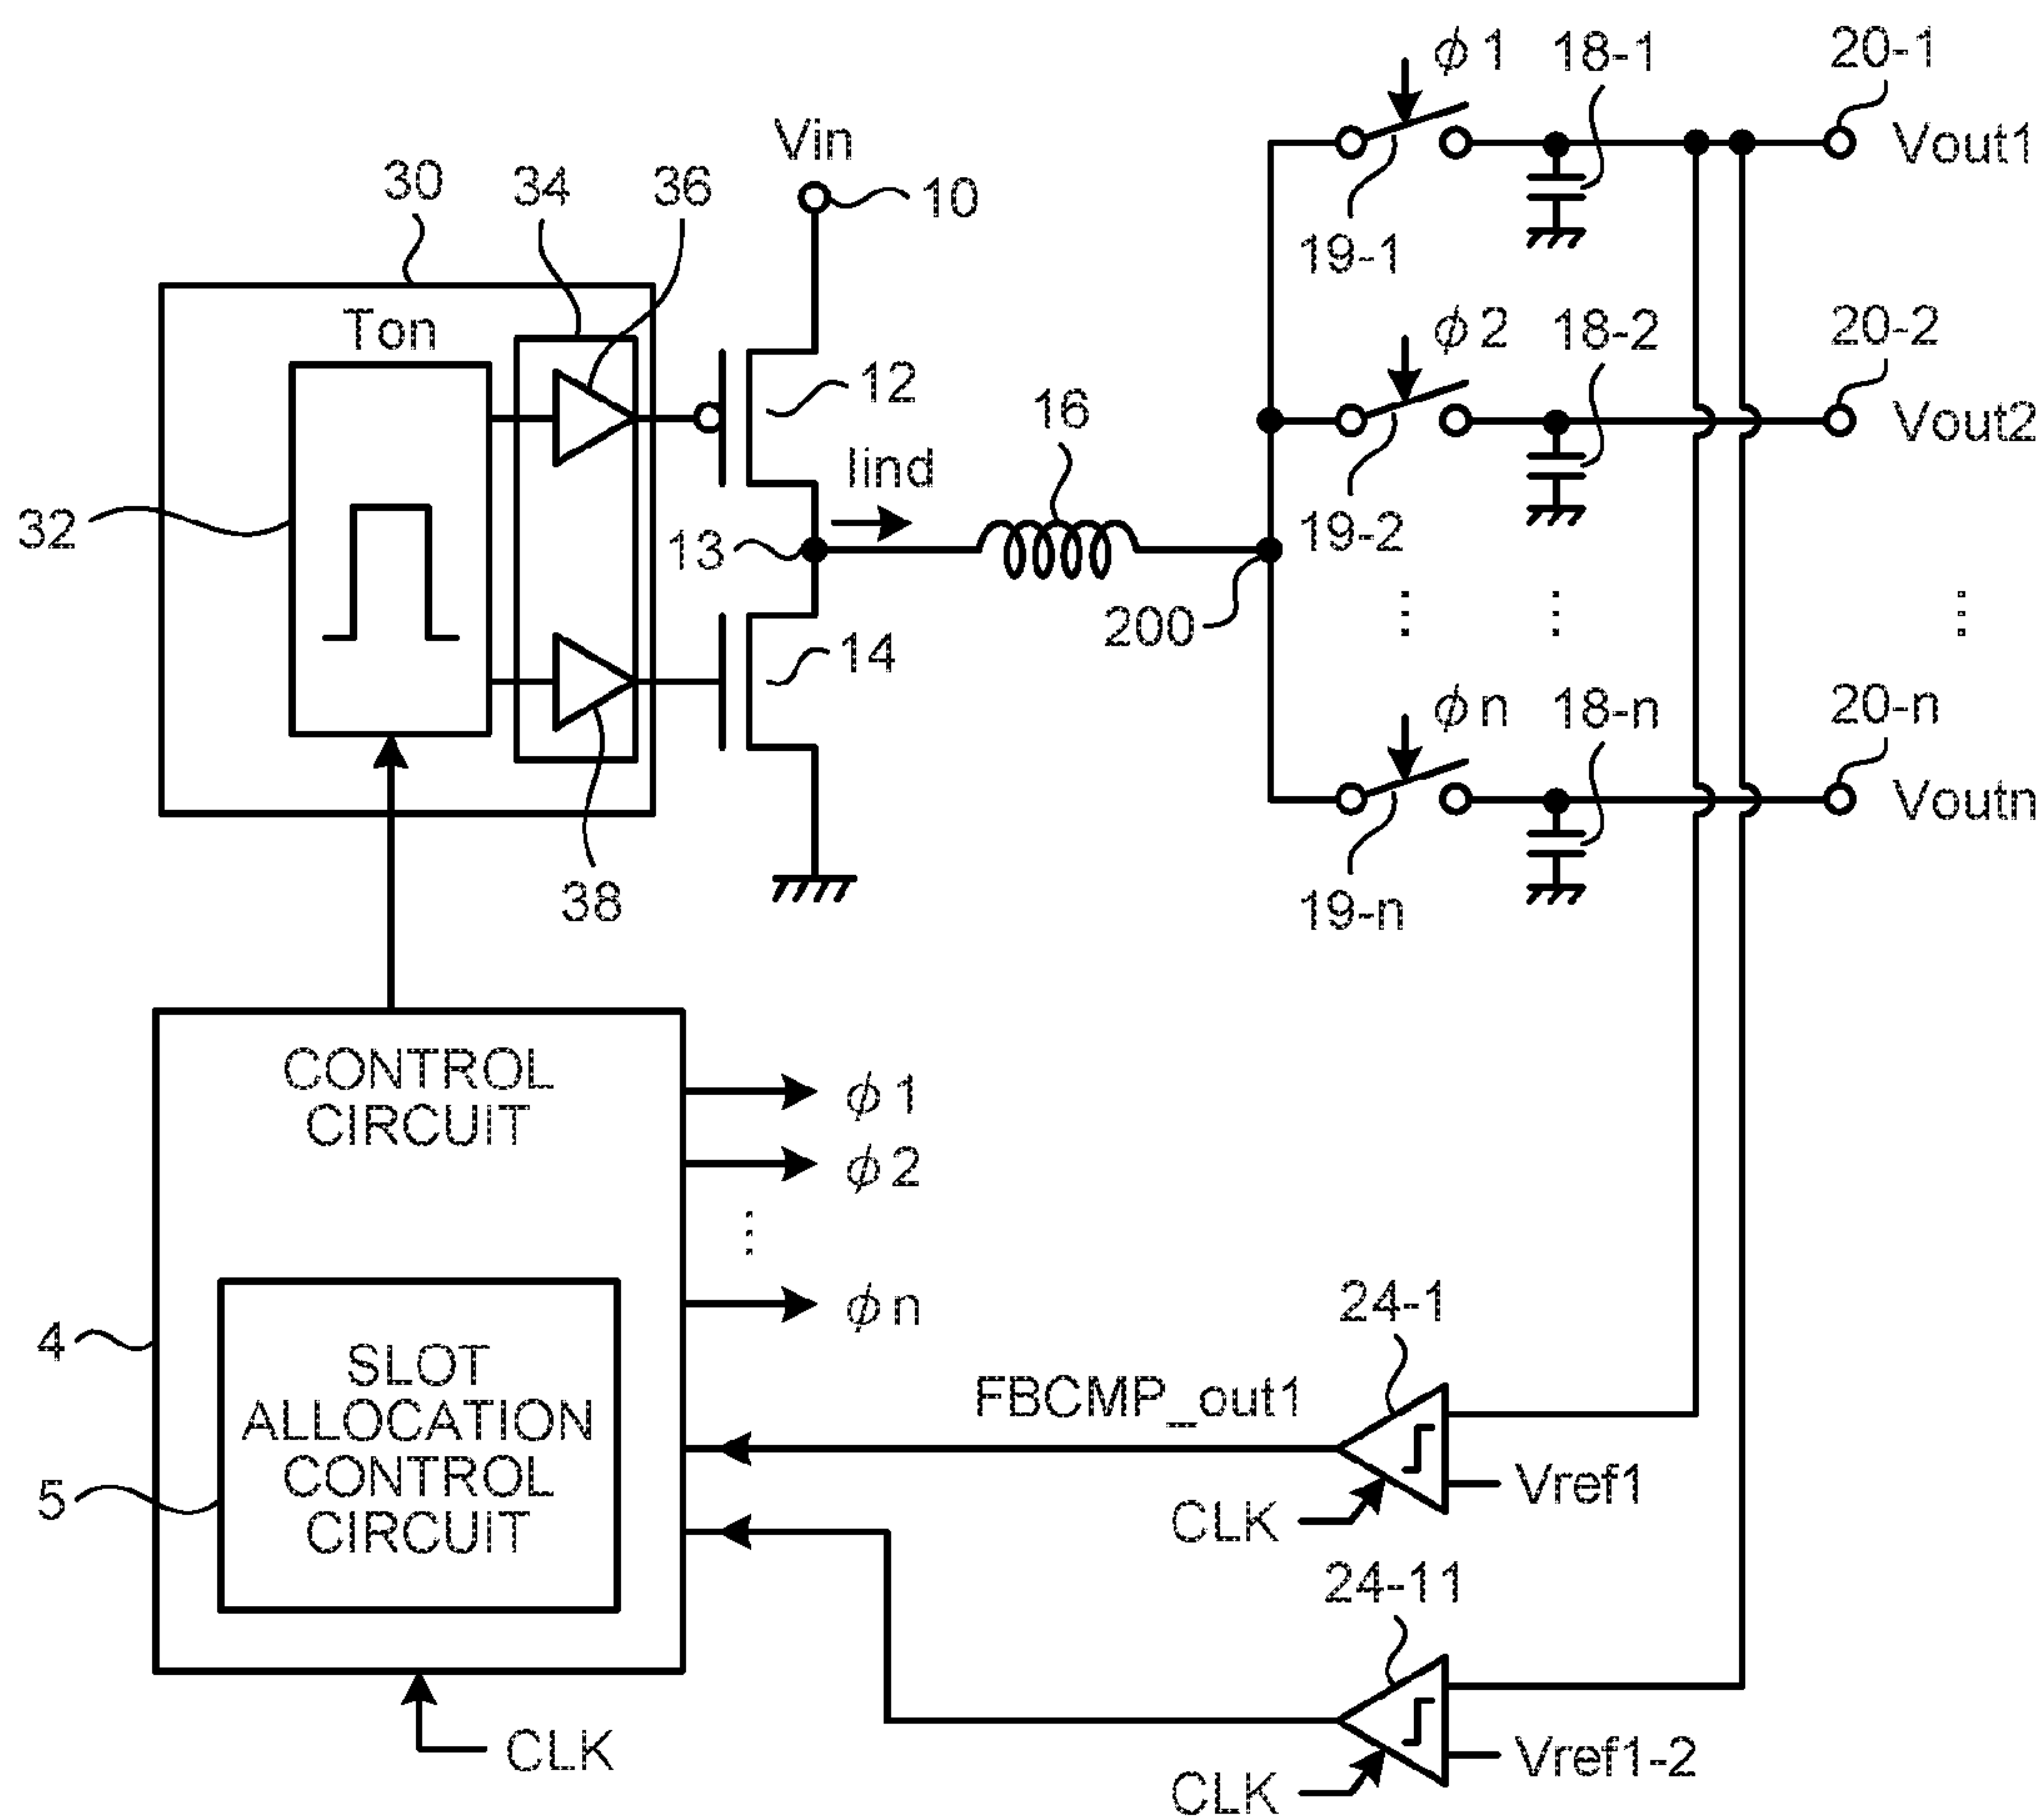 ϕ1
18-1
20-1
Vin
Vout1
30
34
36
10
19-1
Ton
ϕ2
18-2
20-2
12
16
Vout2
Iind
32
13
19-2
200
14
ϕn
18-n
20-n
Voutn
38
19-n
CONTROL
CIRCUIT
ϕ1
ϕ2
ϕn
24-1
4
SLOT
ALLOCATION
CONTROL
CIRCUIT
FBCMP_out1
5
Vref1
CLK
24-11
CLK
Vref1-2
CLK